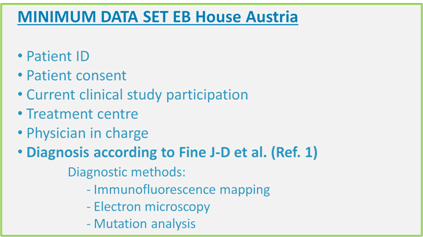 MINIMUM DATA SET EB House Austria
• Patient ID
• Patient consent
• Current clinical study participation
• Treatment centre
• Physician in charge
• Diagnosis according to Fine J-D et al. (Ref. 1)
Diagnostic methods:
- Immunofluorescence mapping
- Electron microscopy
- Mutation analysis